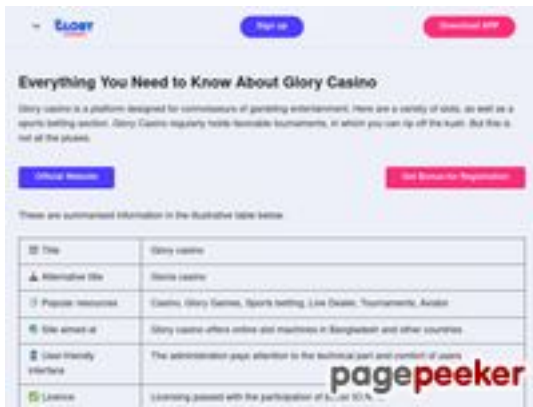 GLORY
Sign up
Download APP
Everything You Need to Know About Glory Casino
Glory casino is a platform designed for connoisseurs of gambling entertainment. Here are a variety of slots, as well as a
sports betting section. Glory Casino regularly holds favorable tournaments, in which you can rip off the kush. But this is
not all the pluses.
Official Website
Get Bonus for Registration
These are summarised information in the illustrative table below.
Title
Glory casino
Alternative title
casino
Popular resources
Casino, Glory Games, Sports betting, Live Dealer, Tournaments, Aviator
Site aimed at
Glory casino offers online slot machines in Bangladesh and other countries
User-friendly
interface
The administration pays attention to the technical part and comfort of users
Licence
Licensing passed with the participation of
pagepeeker